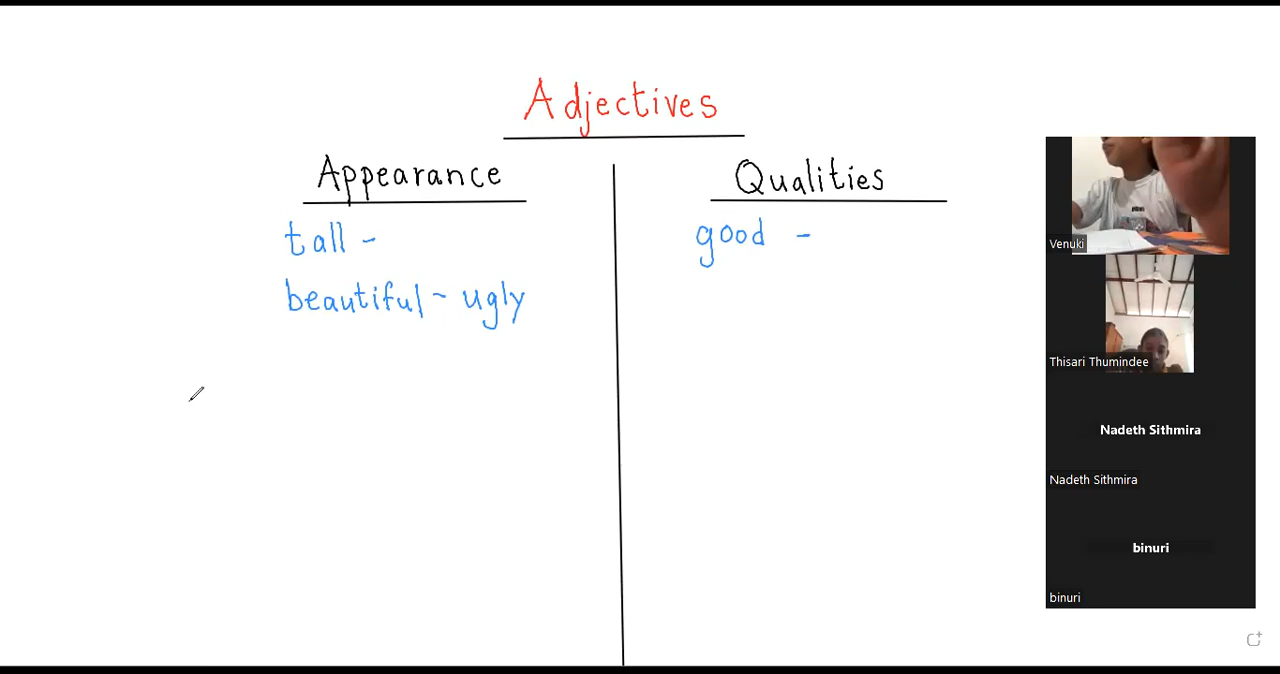 Adjectives
Appearance
tall -
beautiful - ugly
Qualities
good -
Venuki
Thisari Thumindee
Nadeth Sithmira
Nadeth Sithmira
binuri
binuri